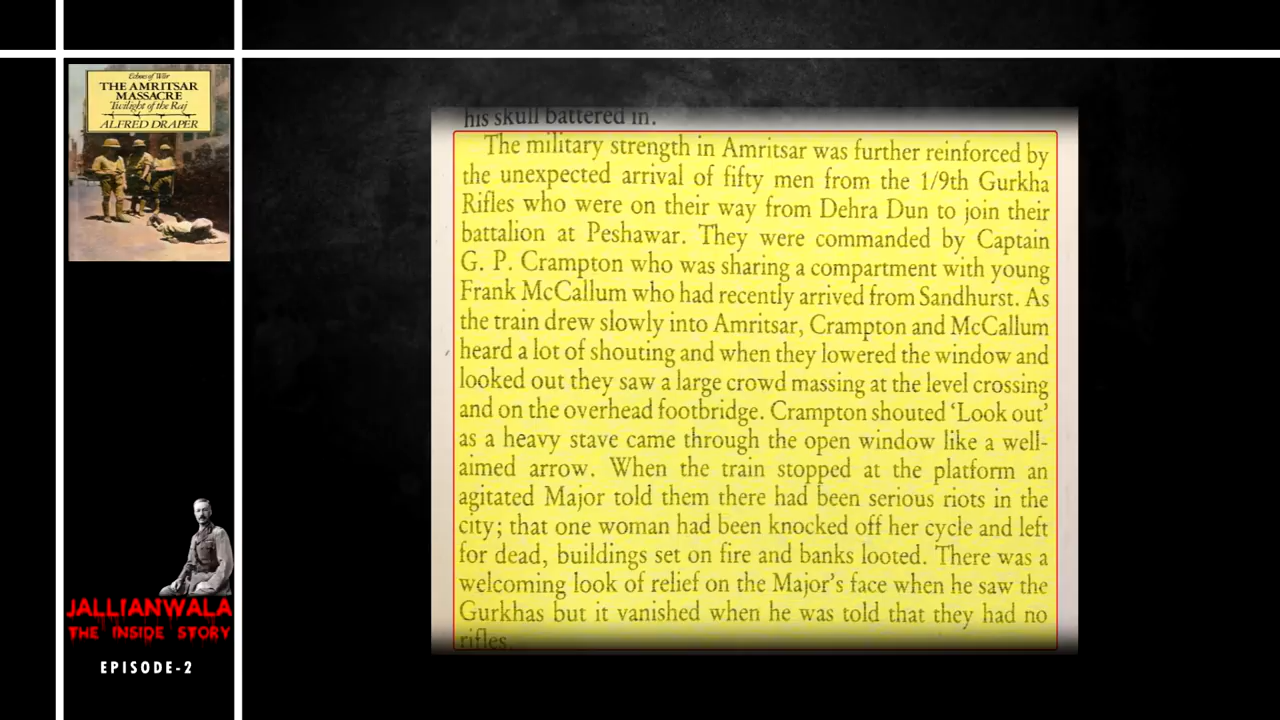 Echoes of War
THE AMRITSAR
MASSACRE
Twilight of the Raj
ALFRED DRAPER
his skull battered in.
The military strength in Amritsar was further reinforced by
the unexpected arrival of fifty men from the 1/9th Gurkha
Rifles who were on their way from Dehra Dun to join their
battalion at Peshawar. They were commanded by Captain
G. P. Crampton who was sharing a compartment with young
Frank McCallum who had recently arrived from Sandhurst. As
the train drew slowly into Amritsar, Crampton and McCallum
heard a lot of shouting and when they lowered the window and
looked out they saw a large crowd massing at the level crossing
and on the overhead footbridge. Crampton shouted ‘Look out’
as a heavy stave came through the open window like a well-
aimed arrow. When the train stopped at the platform an
agitated Major told them there had been serious riots in the
city; that one woman had been knocked off her cycle and left
for dead, buildings set on fire and banks looted. There was a
welcoming look of relief on the Major’s face when he saw the
Gurkhas but it vanished when he was told that they had no
rifles.
JALLIANWALA
THE INSIDE STORY
EPISODE-2